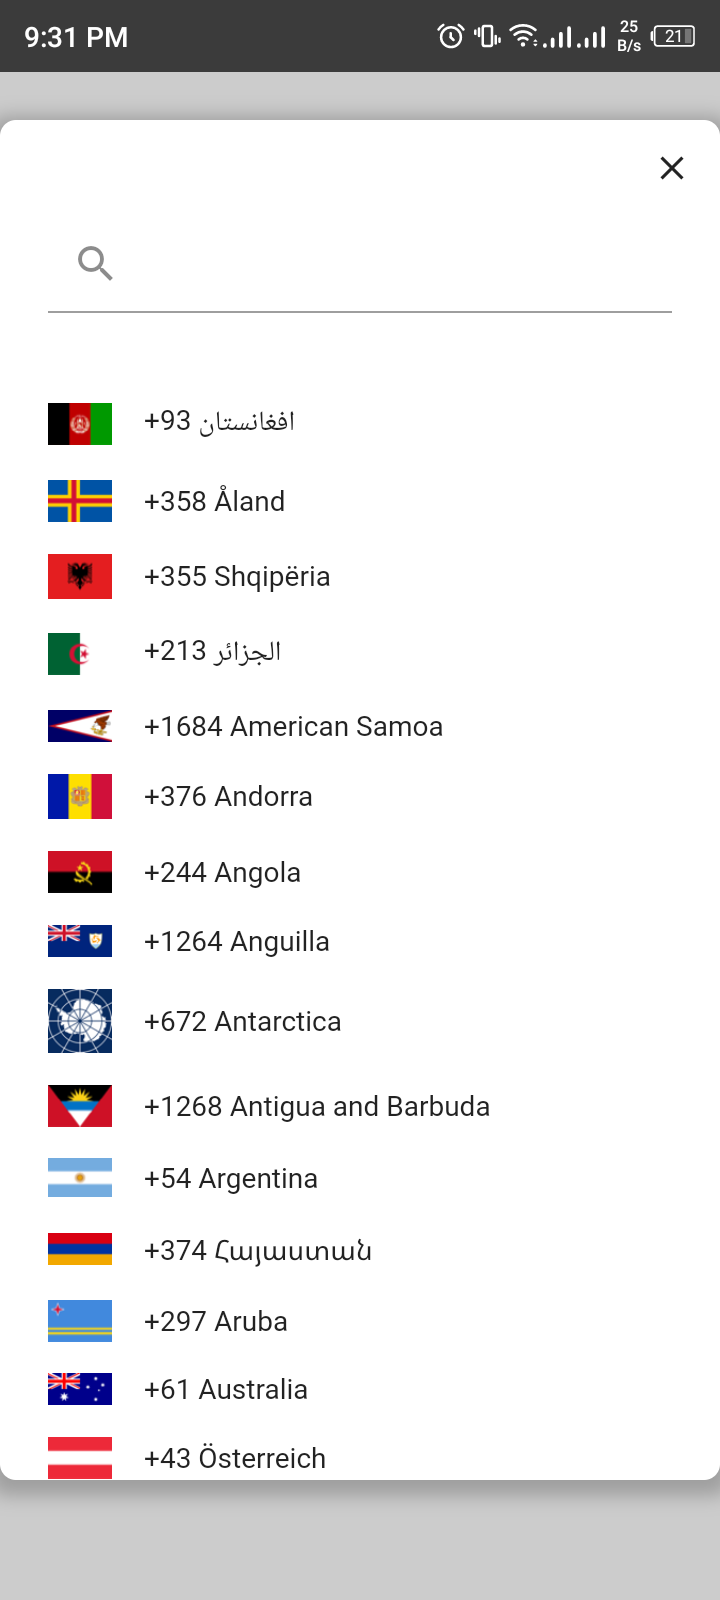 9:31 PM
25
B/s
21
+93 افغانستان
+358 Åland
+355 Shqipëria
+213 الجزائر
+1684 American Samoa
+376 Andorra
+244 Angola
+1264 Anguilla
+672 Antarctica
+1268 Antigua and Barbuda
+54 Argentina
+374 Հայաստան
+297 Aruba
+61 Australia
+43 Österreich